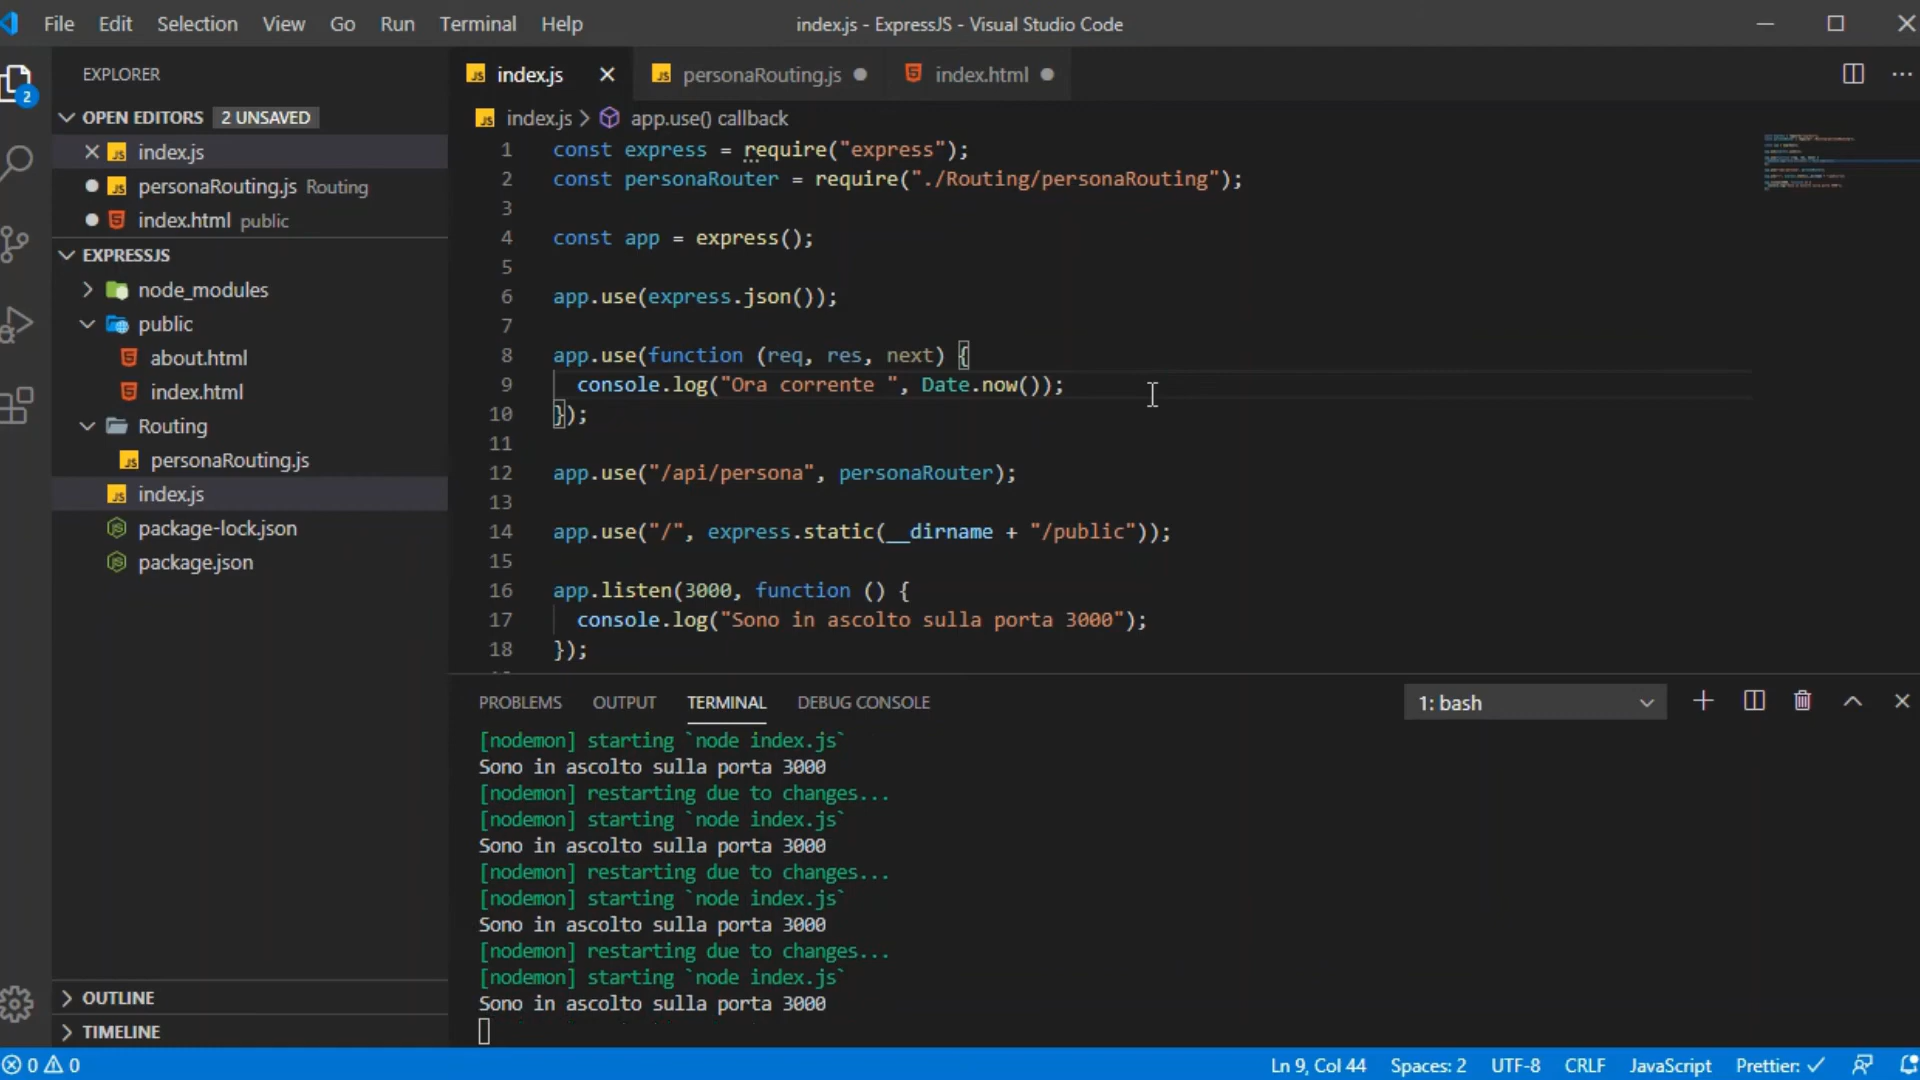 File Edit Selection View Go Run Terminal Help
index.js - ExpressJS - Visual Studio Code
EXPLORER
2
OPEN EDITORS 2 UNSAVED
index.js
personaRouting.js Routing
index.html public
EXPRESSJS
node_modules
public
about.html
index.html
Routing
personaRouting.js
index.js
package-lock.json
package.json
OUTLINE
TIMELINE
index.js personaRouting.js index.html
index.js > app.use() callback
1 const express = require("express");
2 const personaRouter = require("./Routing/personaRouting");
3
4 const app = express();
5
6 app.use(express.json());
7
8 app.use(function (req, res, next) {
9 console.log("Ora corrente ", Date.now());
10 });
11
12 app.use("/api/persona", personaRouter);
13
14 app.use("/", express.static(__dirname + "/public"));
15
16 app.listen(3000, function () {
17 console.log("Sono in ascolto sulla porta 3000");
18 });
PROBLEMS OUTPUT TERMINAL DEBUG CONSOLE
1: bash
[nodemon] starting `node index.js`
Sono in ascolto sulla porta 3000
[nodemon] restarting due to changes...
[nodemon] starting `node index.js`
Sono in ascolto sulla porta 3000
[nodemon] restarting due to changes...
[nodemon] starting `node index.js`
Sono in ascolto sulla porta 3000
[nodemon] restarting due to changes...
[nodemon] starting `node index.js`
Sono in ascolto sulla porta 3000
0 0
Ln 9, Col 44 Spaces: 2 UTF-8 CRLF JavaScript Prettier: ✓